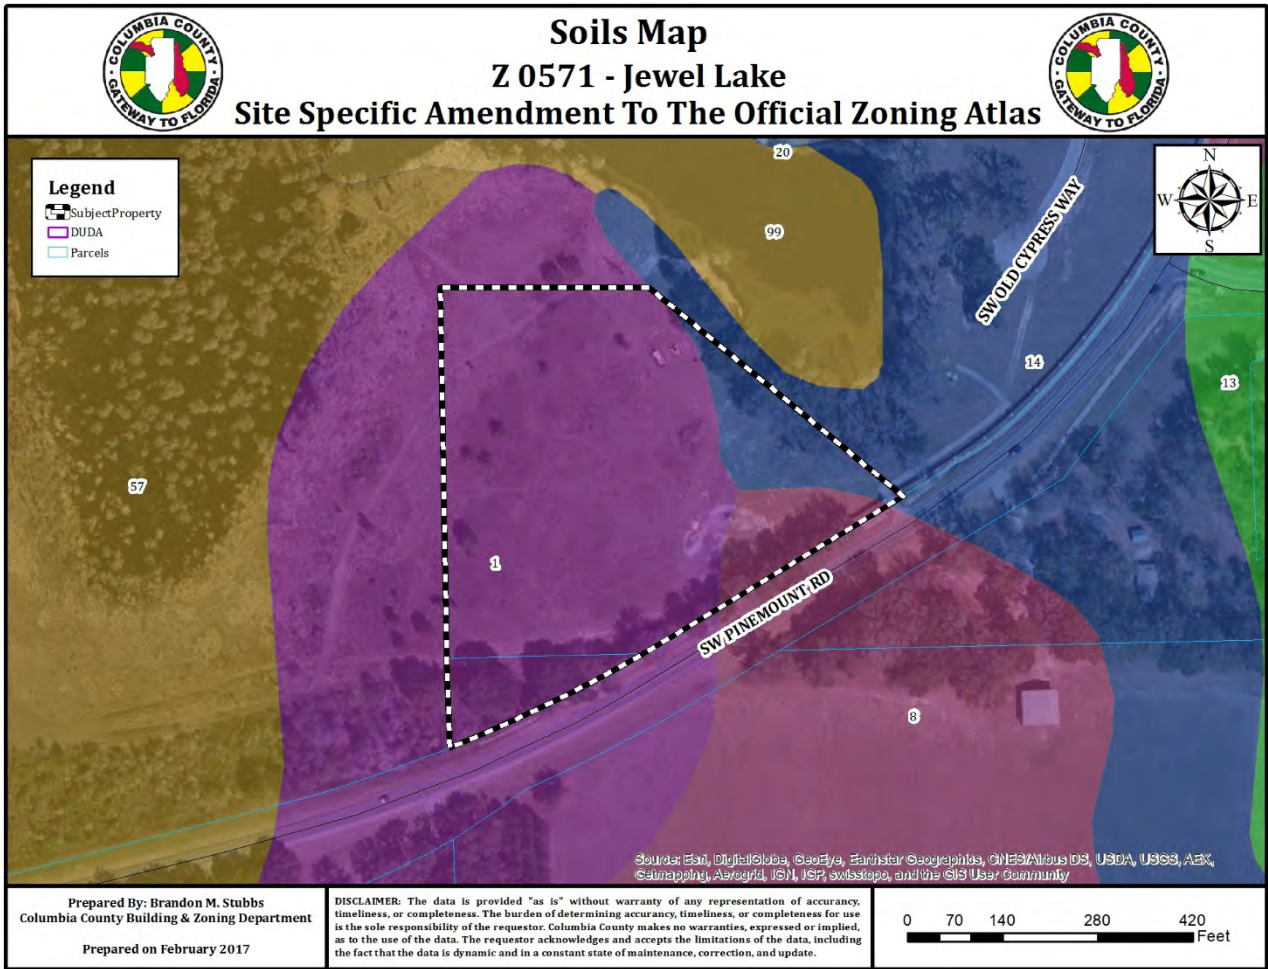 COLUMBIA COUNTY
GATEWAY TO FLORIDA
Soils Map
Z 0571 - Jewel Lake
Site Specific Amendment To The Official Zoning Atlas
COLUMBIA COUNTY
GATEWAY TO FLORIDA
Legend
SubjectProperty
DUDA
Parcels
20
99
SW OLD CYPRESS WAY
N
W E
S
14
13
57
1
SW PINEMOUNT RD
8
Source: Esri, DigitalGlobe, GeoEye, Earthstar Geographics, CNES/Airbus DS, USDA, USGS, AEX,
Getmapping, Aerogrid, IGN, IGP, swisstopo, and the GIS User Community
Prepared By: Brandon M. Stubbs
Columbia County Building & Zoning Department
Prepared on February 2017
DISCLAIMER: The data is provided "as is" without warranty of any representation of accuracy,
timeliness, or completeness. The burden of determining accuracy, timeliness, or completeness for use
is the sole responsibility of the requestor. Columbia County makes no warranties, expressed or implied,
as to the use of the data. The requestor acknowledges and accepts the limitations of the data, including
the fact that the data is dynamic and in a constant state of maintenance, correction, and update.
0 70 140 280 420
Feet